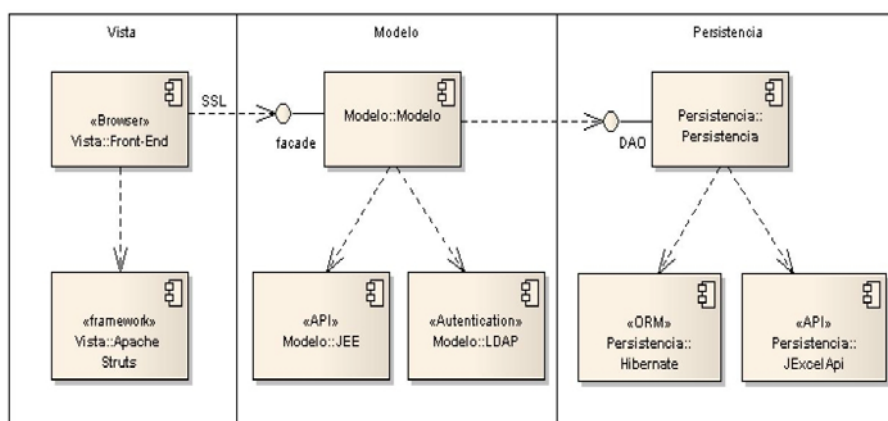 Vista
Modelo
Persistencia
«Browser»
Vista::Front-End
SSL
facade
Modelo::Modelo
DAO
Persistencia::
Persistencia
«framework»
Vista::Apache
Struts
«API»
Modelo::JEE
«Autentication»
Modelo::LDAP
«ORM»
Persistencia::
Hibernate
«API»
Persistencia::
JExcelApi